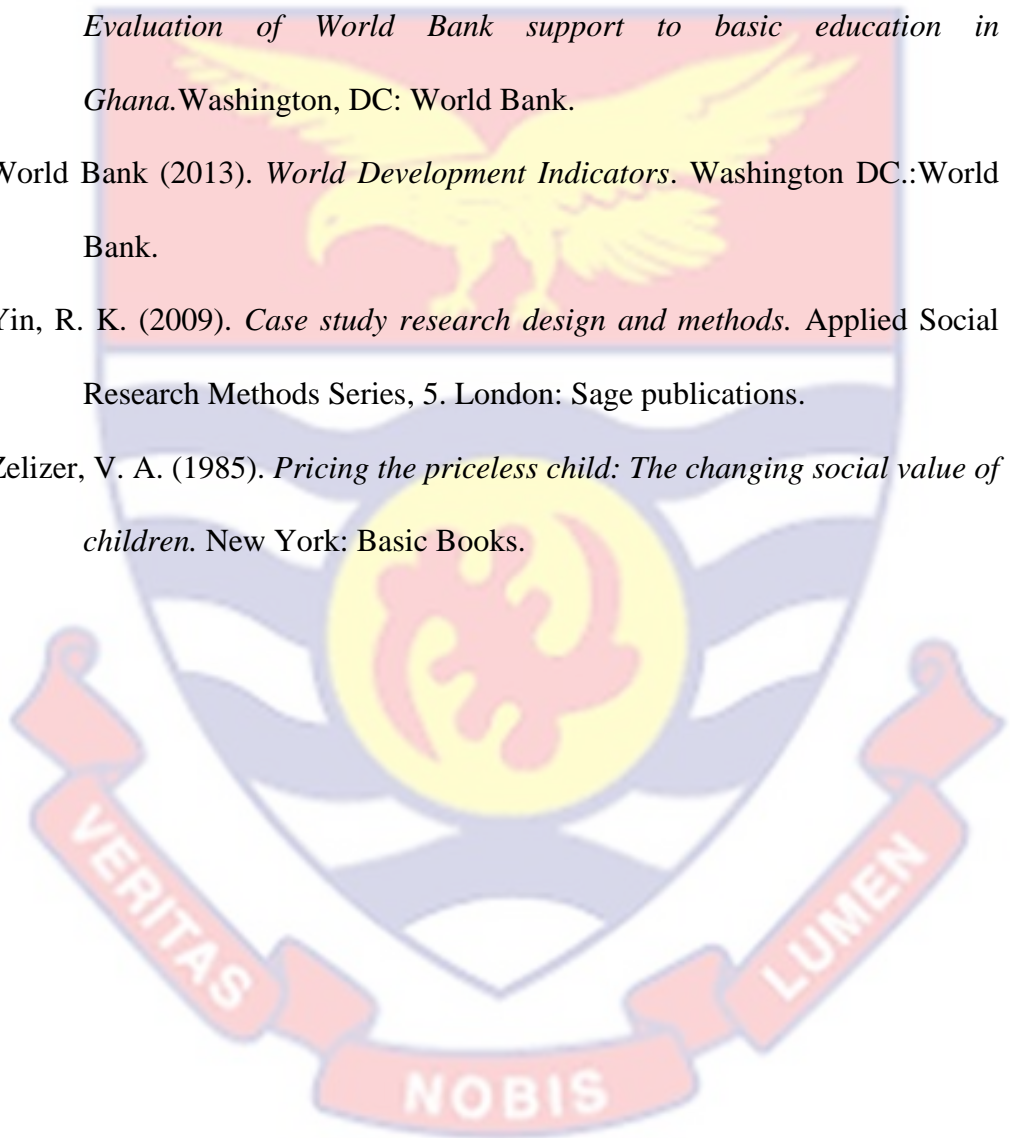 Evaluation of World Bank support to basic education in
Ghana.Washington, DC: World Bank.
World Bank (2013). World Development Indicators. Washington DC.:World
Bank.
Yin, R. K. (2009). Case study research design and methods. Applied Social
Research Methods Series, 5. London: Sage publications.
Zelizer, V. A. (1985). Pricing the priceless child: The changing social value of
children. New York: Basic Books.
VERITAS
NOBIS
LUMEN